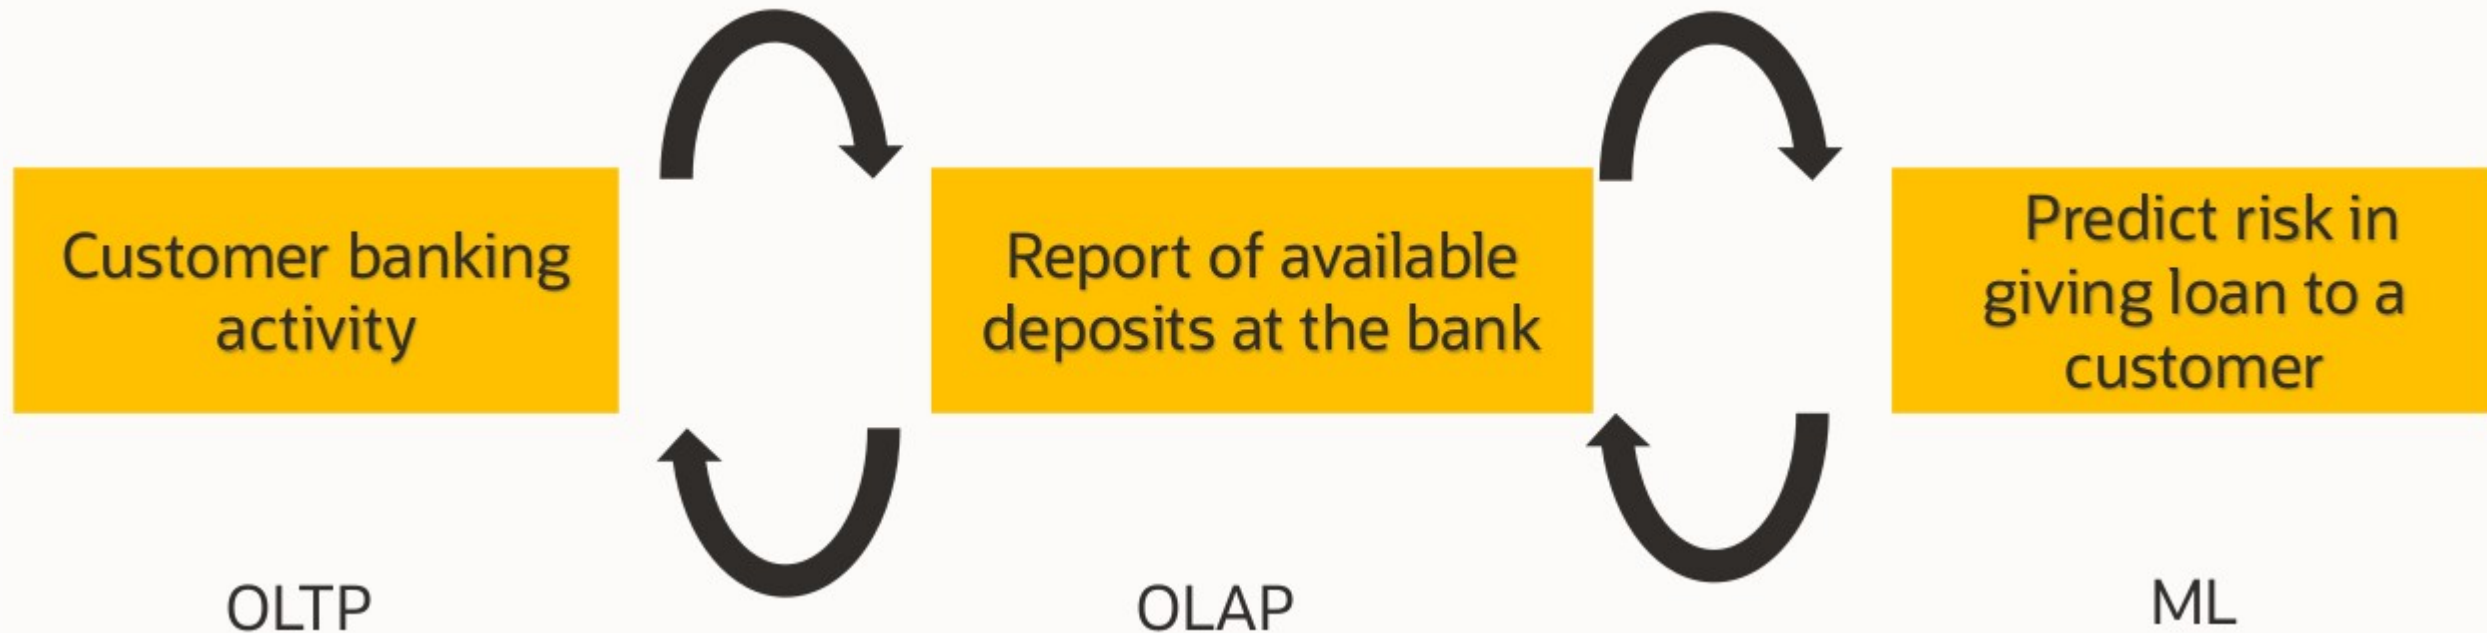 Customer banking
activity
Report of available
deposits at the bank
Predict risk in
giving loan to a
customer
OLTP
OLAP
ML